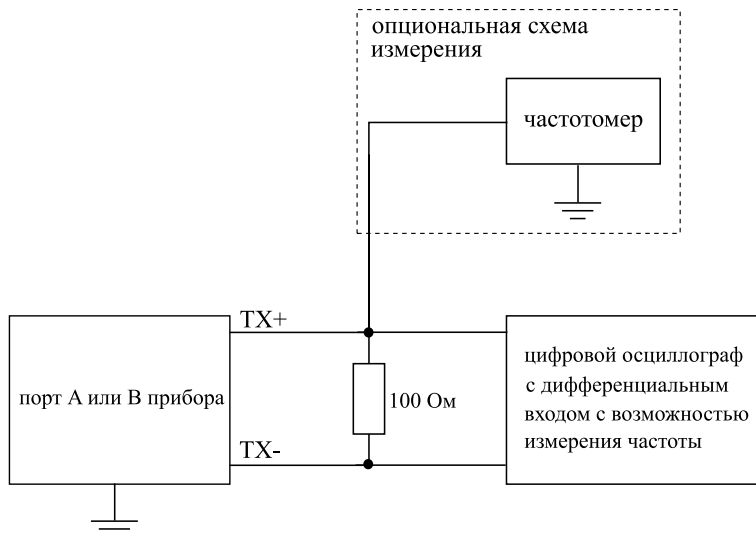 опциональная схема
измерения
частотомер
TX+
порт А или В прибора
100 Ом
TX-
цифровой осциллограф
с дифференциальным
входом с возможностью
измерения частоты